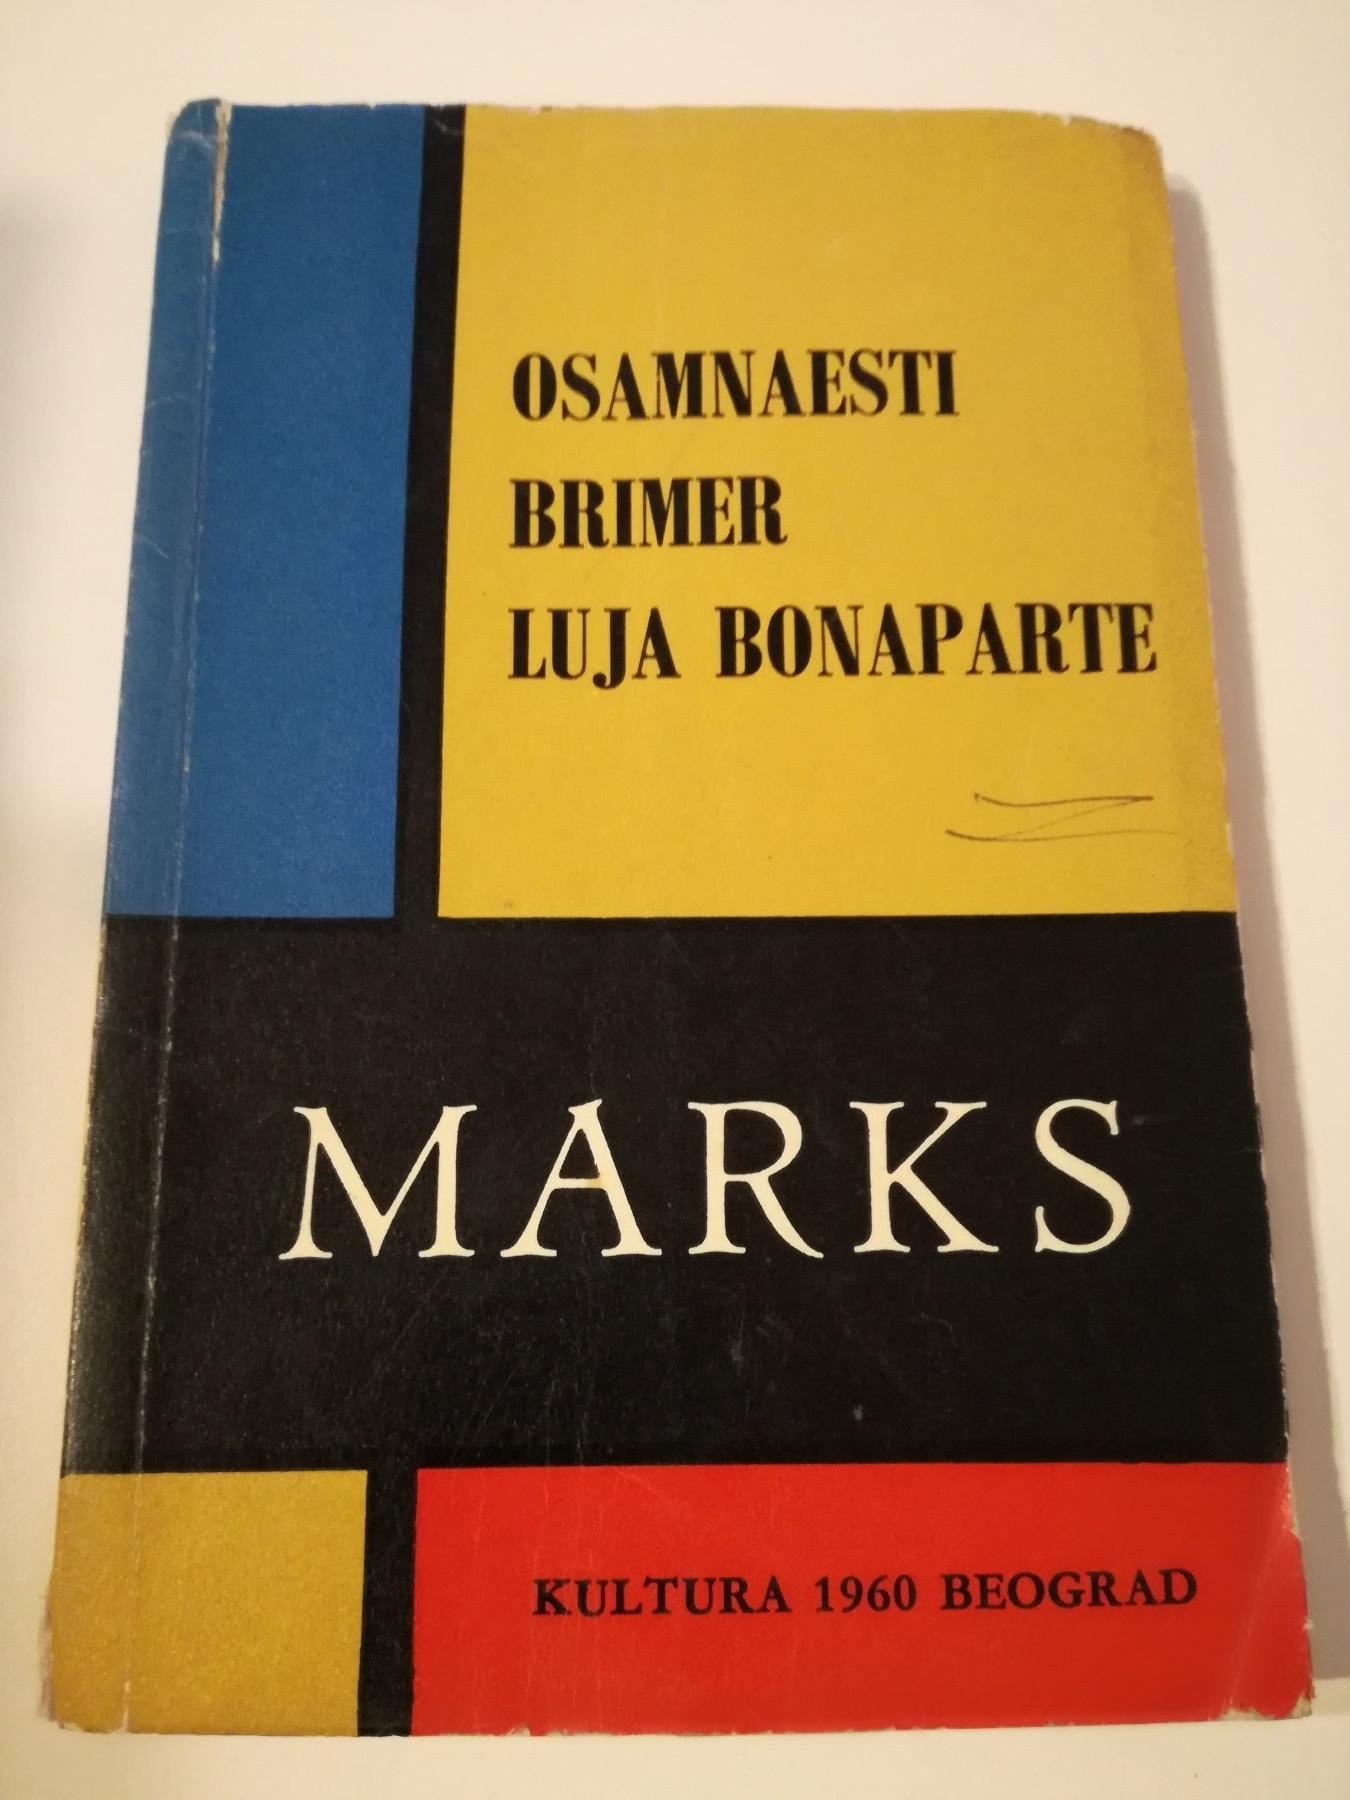 OSAMNAESTI
BRIMER
LUJA BONAPARTE
MARKS
KULTURA 1960 BEOGRAD